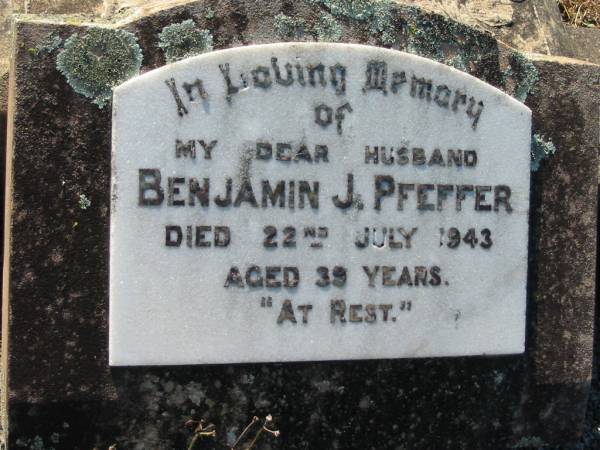 In Loving Memory
of
MY DEAR HUSBAND
BENJAMIN J. PFEFFER
DIED 22ND JULY 1943
AGED 39 YEARS.
"AT REST."